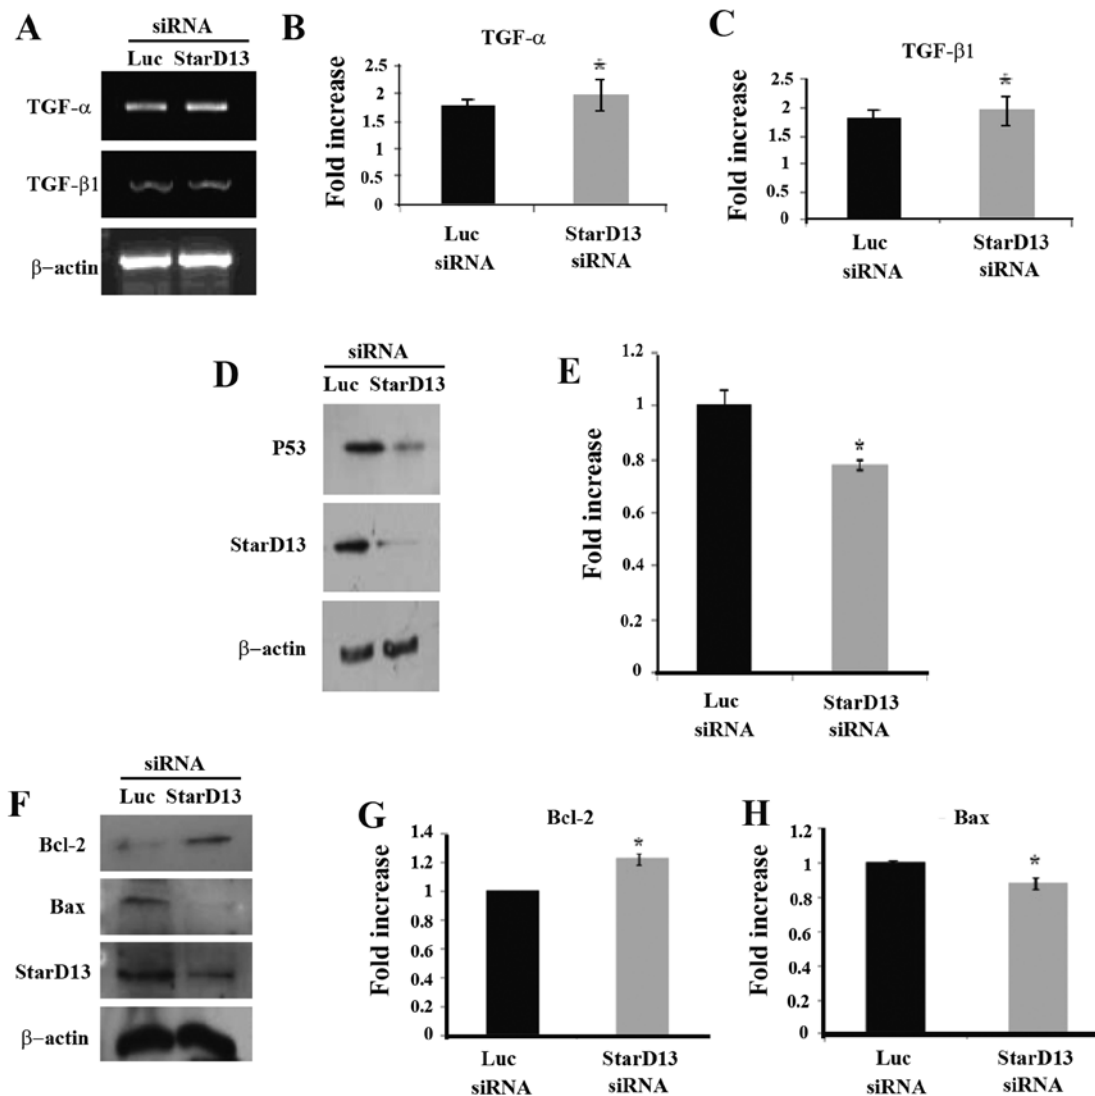 A
siRNA
Luc StarD13
TGF-α
TGF-β1
β-actin
B
TGF-α
*
Fold increase
2.5
2
1.5
1
0.5
0
Luc
siRNA
StarD13
siRNA
C
TGF-β1
*
Fold increase
2.5
2
1.5
1
0.5
0
Luc
siRNA
StarD13
siRNA
D
siRNA
Luc StarD13
P53
StarD13
β-actin
E
*
Fold increase
1.2
1
0.8
0.6
0.4
0.2
0
Luc
siRNA
StarD13
siRNA
F
siRNA
Luc StarD13
Bcl-2
Bax
StarD13
β-actin
G
Bcl-2
*
Fold increase
1.4
1.2
1
0.8
0.6
0.4
0.2
0
Luc
siRNA
StarD13
siRNA
H
Bax
*
Fold increase
1.2
1
0.8
0.6
0.4
0.2
0
Luc
siRNA
StarD13
siRNA